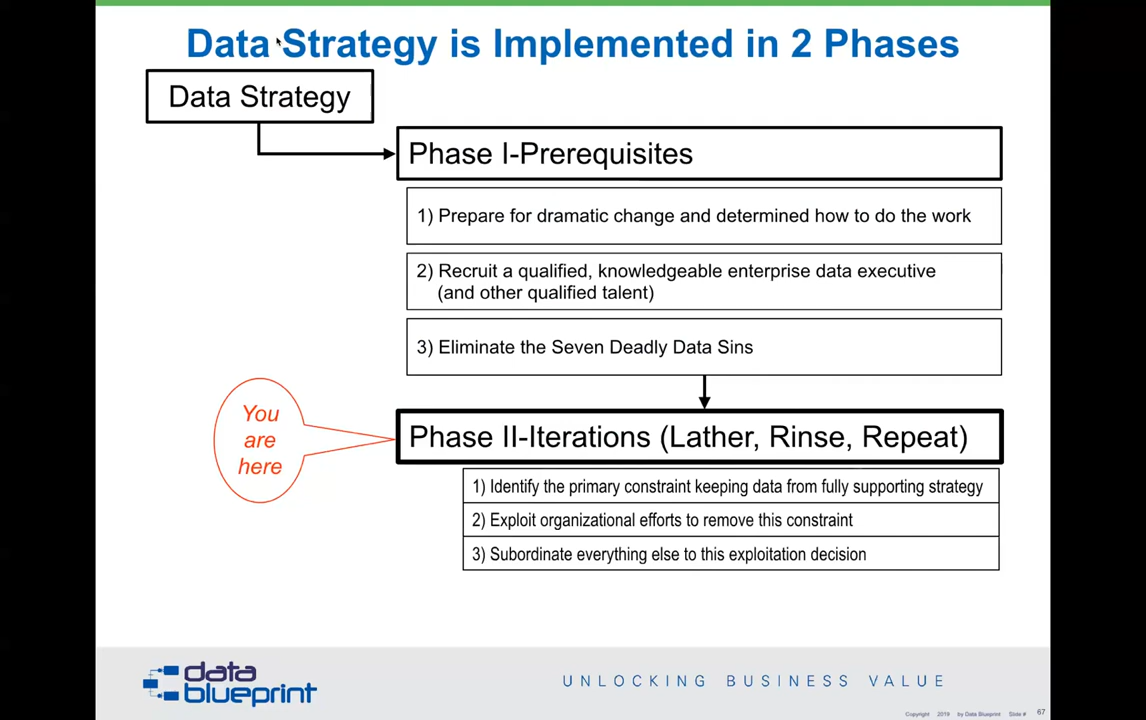 Data Strategy is Implemented in 2 Phases
Data Strategy
Phase I-Prerequisites
1) Prepare for dramatic change and determined how to do the work
2) Recruit a qualified, knowledgeable enterprise data executive
(and other qualified talent)
3) Eliminate the Seven Deadly Data Sins
You
are
here
Phase II-Iterations (Lather, Rinse, Repeat)
1) Identify the primary constraint keeping data from fully supporting strategy
2) Exploit organizational efforts to remove this constraint
3) Subordinate everything else to this exploitation decision
data
blueprint
UNLOCKING BUSINESS VALUE
Copyright 2019 by Data Blueprint Slide # 67